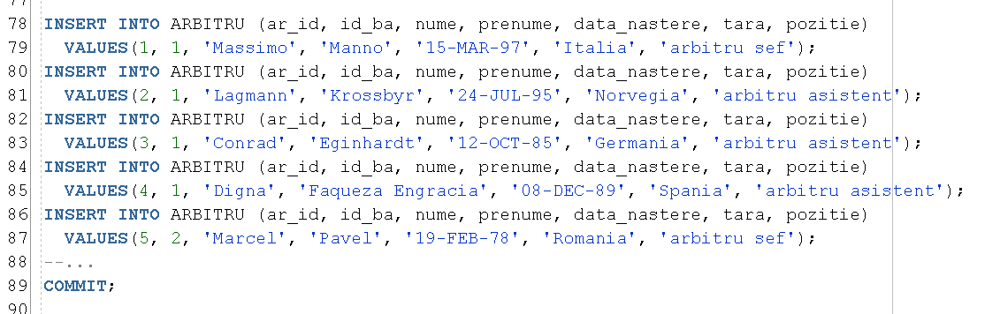 77
78 INSERT INTO ARBITRU (ar_id, id_ba, nume, prenume, data_nastere, tara, pozitie)
79 VALUES(1, 1, 'Massimo', 'Manno', '15-MAR-97', 'Italia', 'arbitru sef');
80 INSERT INTO ARBITRU (ar_id, id_ba, nume, prenume, data_nastere, tara, pozitie)
81 VALUES(2, 1, 'Lagmann', 'Krossbyr', '24-JUL-95', 'Norvegia', 'arbitru asistent');
82 INSERT INTO ARBITRU (ar_id, id_ba, nume, prenume, data_nastere, tara, pozitie)
83 VALUES(3, 1, 'Conrad', 'Eginhardt', '12-OCT-85', 'Germania', 'arbitru asistent');
84 INSERT INTO ARBITRU (ar_id, id_ba, nume, prenume, data_nastere, tara, pozitie)
85 VALUES(4, 1, 'Digna', 'Faqueza Engracia', '08-DEC-89', 'Spania', 'arbitru asistent');
86 INSERT INTO ARBITRU (ar_id, id_ba, nume, prenume, data_nastere, tara, pozitie)
87 VALUES(5, 2, 'Marcel', 'Pavel', '19-FEB-78', 'Romania', 'arbitru sef');
88 --...
89 COMMIT;
90